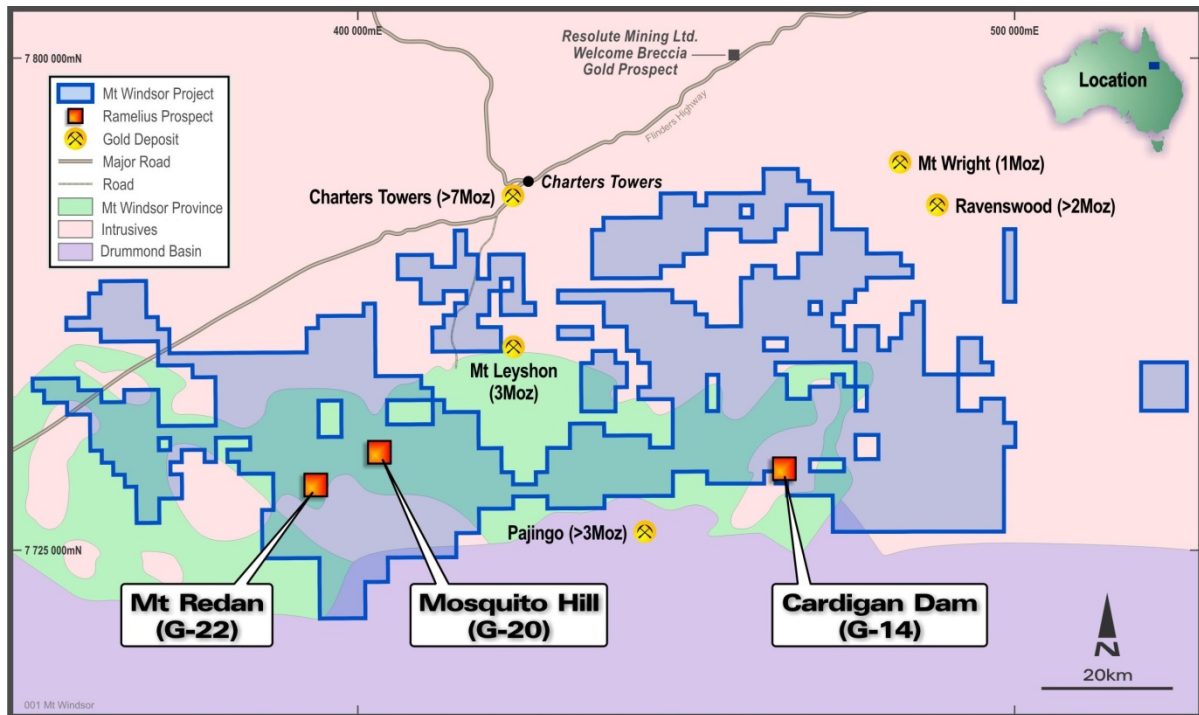 400 000mE
500 000mE
7 800 000mN
Resolute Mining Ltd.
Welcome Breccia
Gold Prospect
Location
Mt Windsor Project
Ramelius Prospect
Gold Deposit
Major Road
Road
Mt Windsor Province
Intrusives
Drummond Basin
Flinders Highway
Mt Wright (1Moz)
Charters Towers
Charters Towers (>7Moz)
Ravenswood (>2Moz)
Mt Leyshon
(3Moz)
Pajingo (>3Moz)
7 725 000mN
Mt Redan
(G-22)
Mosquito Hill
(G-20)
Cardigan Dam
(G-14)
N
20km
001 Mt Windsor